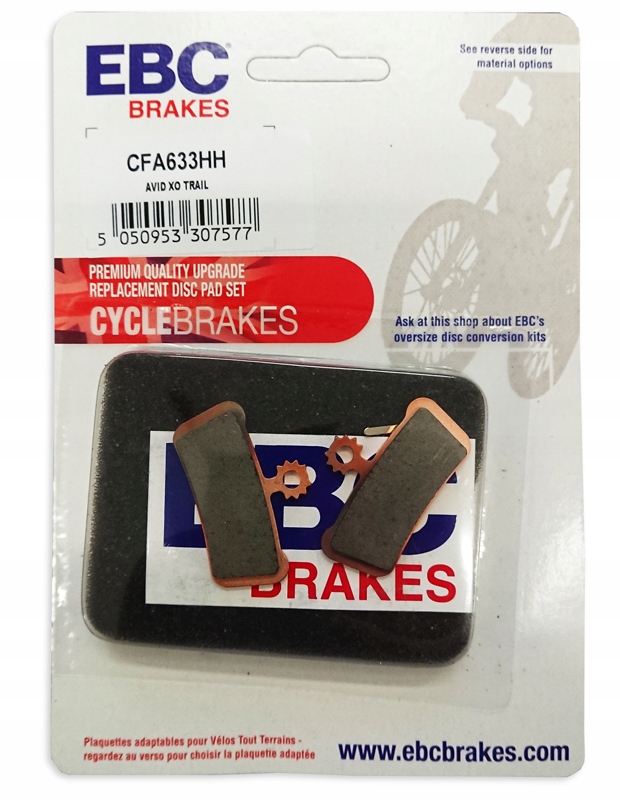 EBC
BRAKES
See reverse side for
material options
CFA633HH
AVID XO TRAIL
5 050953 307577
PREMIUM QUALITY UPGRADE
REPLACEMENT DISC PAD SET
CYCLEBRAKES
Ask at this shop about EBC's
oversize disc conversion kits
EBC
BRAKES
Plaquettes adaptables pour Vélos Tout Terrains -
regardez au verso pour choisir la plaquette adaptée
www.ebcbrakes.com